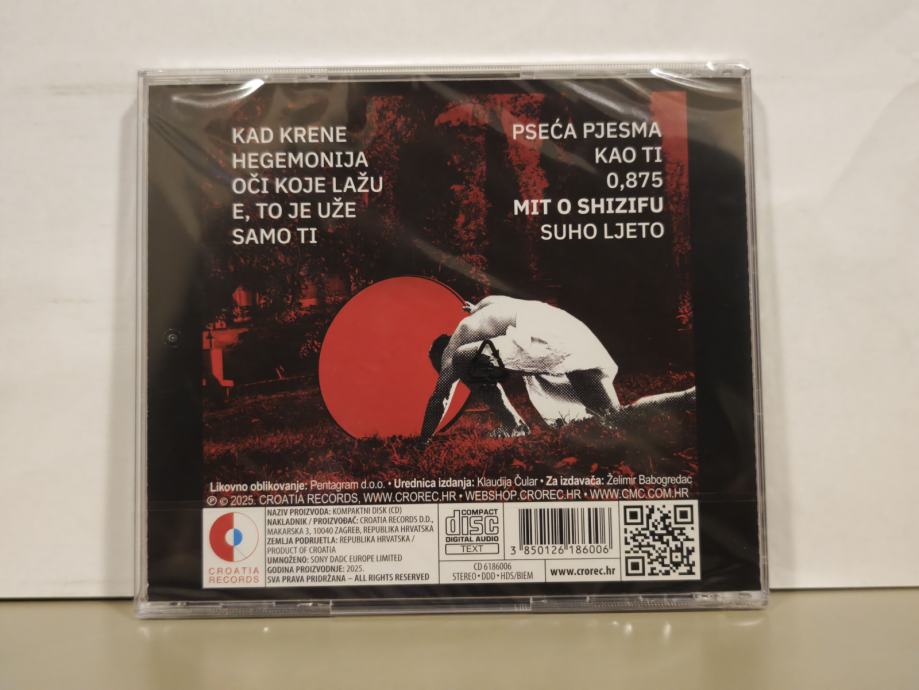 KAD KRENE
HEGEMONIJA
OČI KOJE LAŽU
E, TO JE UŽE
SAMO TI
PSEĆA PJESMA
KAO TI
0,875
MIT O SHIZIFU
SUHO LJETO
Likovno oblikovanje: Pentagram d.o.o. • Urednica izdanja: Klaudija Čular • Za izdavača: Želimir Babogredac
℗ © 2025. CROATIA RECORDS, WWW.CROREC.HR • WEBSHOP.CROREC.HR • WWW.CMC.COM.HR
CROATIA
RECORDS
NAZIV PROIZVODA: KOMPAKTNI DISK (CD)
NAKLADNIK / PROIZVOĐAČ: CROATIA RECORDS D.D.,
MAKARSKA 3, 10040 ZAGREB, REPUBLIKA HRVATSKA
ZEMLJA PODRIJETLA: REPUBLIKA HRVATSKA /
PRODUCT OF CROATIA
UMNOŽENO: SONY DADC EUROPE LIMITED
GODINA PROIZVODNJE: 2025.
SVA PRAVA PRIDRŽANA – ALL RIGHTS RESERVED
COMPACT
disc
DIGITAL AUDIO
TEXT
CD 6186006
STEREO • DDD • HDS/BIEM
3 850126 186006
www.crorec.hr